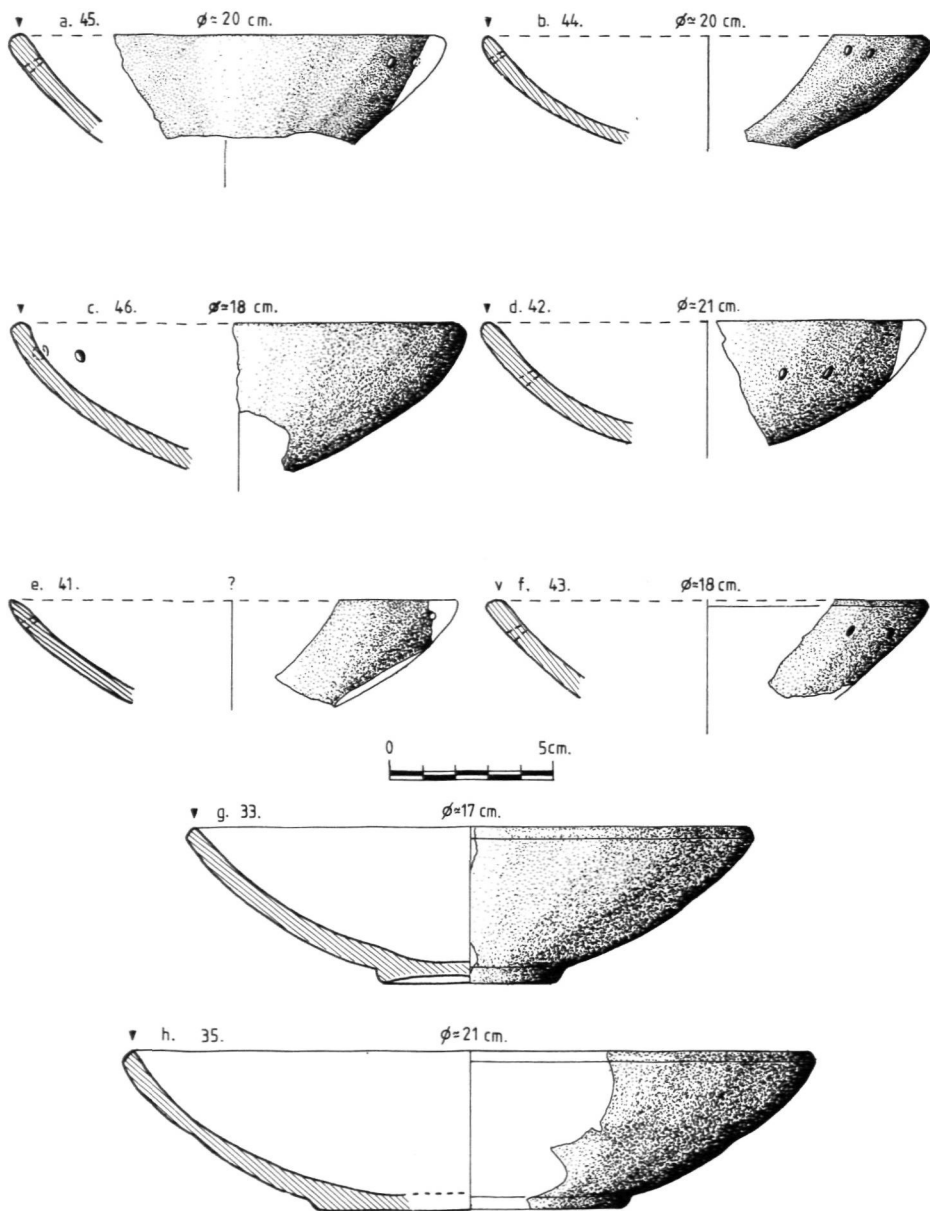 a. 45. ø≃20 cm.
b. 44. ø≃20 cm.
c. 46. ø≃18 cm.
d. 42. ø≃21 cm.
e. 41. ?
v f. 43. ø≃18 cm.
0 5cm.
g. 33. ø≃17 cm.
h. 35. ø≃21 cm.